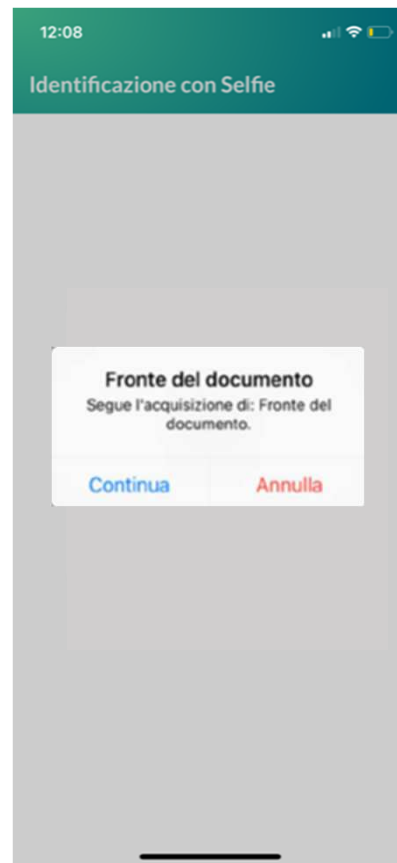 12:08
Identificazione con Selfie
Fronte del documento
Segue l'acquisizione di: Fronte del
documento.
Continua
Annulla